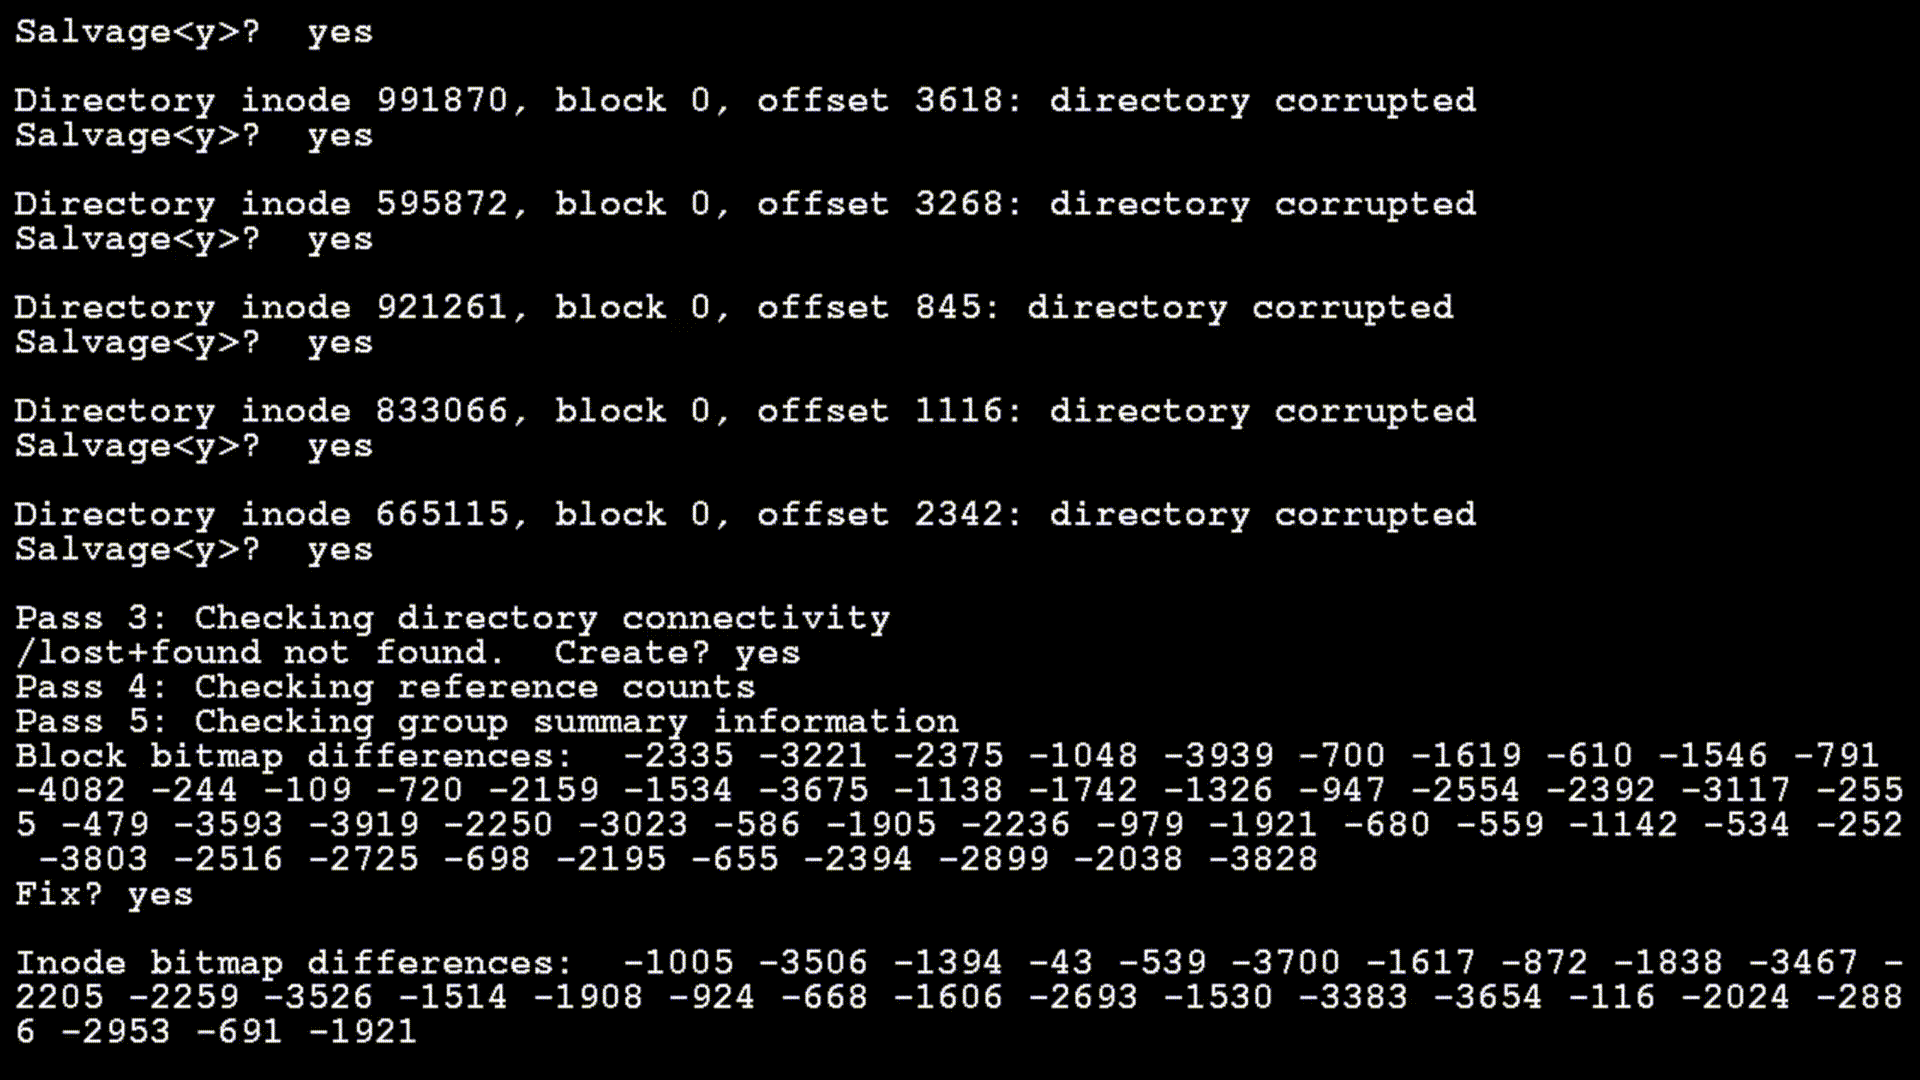 Salvage<y>?  yes
Directory inode 991870, block 0, offset 3618: directory corrupted
Salvage<y>?  yes
Directory inode 595872, block 0, offset 3268: directory corrupted
Salvage<y>?  yes
Directory inode 921261, block 0, offset 845: directory corrupted
Salvage<y>?  yes
Directory inode 833066, block 0, offset 1116: directory corrupted
Salvage<y>?  yes
Directory inode 665115, block 0, offset 2342: directory corrupted
Salvage<y>?  yes
Pass 3: Checking directory connectivity
/lost+found not found.  Create? yes
Pass 4: Checking reference counts
Pass 5: Checking group summary information
Block bitmap differences:  -2335 -3221 -2375 -1048 -3939 -700 -1619 -610 -1546 -791
-4082 -244 -109 -720 -2159 -1534 -3675 -1138 -1742 -1326 -947 -2554 -2392 -3117 -255
5 -479 -3593 -3919 -2250 -3023 -586 -1905 -2236 -979 -1921 -680 -559 -1142 -534 -252
 -3803 -2516 -2725 -698 -2195 -655 -2394 -2899 -2038 -3828
Fix? yes
Inode bitmap differences:  -1005 -3506 -1394 -43 -539 -3700 -1617 -872 -1838 -3467 -
2205 -2259 -3526 -1514 -1908 -924 -668 -1606 -2693 -1530 -3383 -3654 -116 -2024 -288
6 -2953 -691 -1921